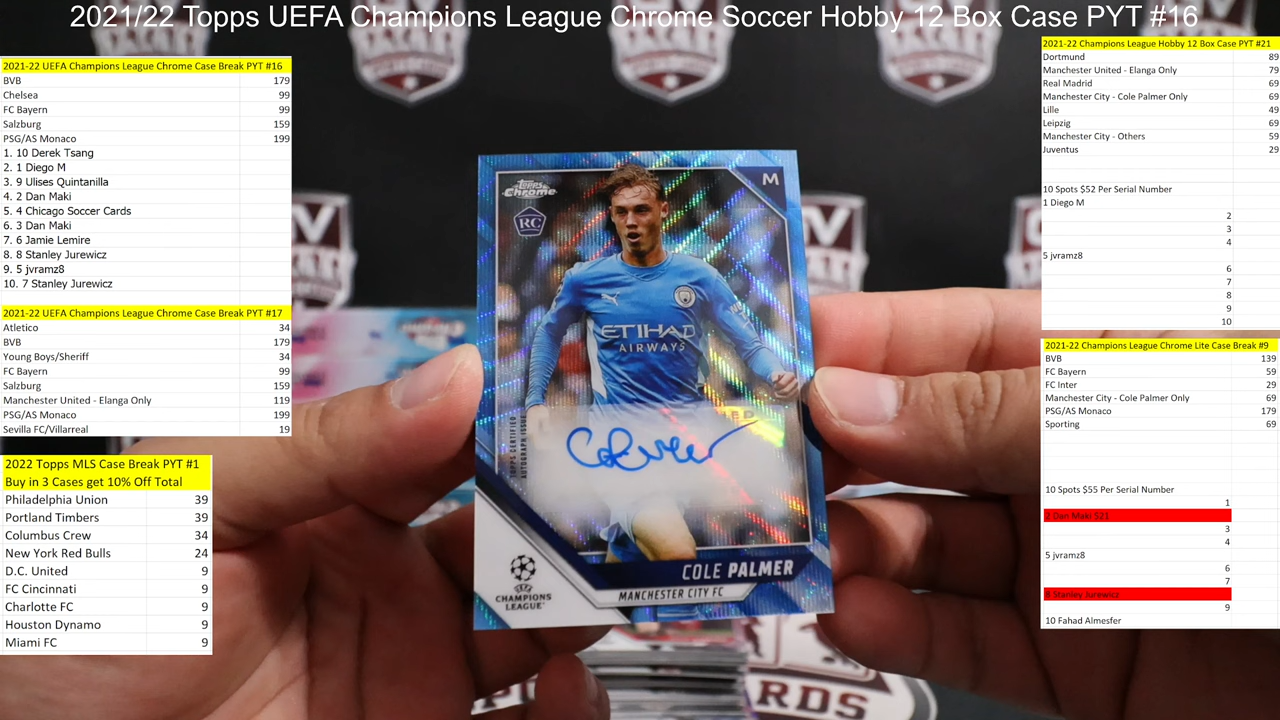 2021/22 Topps UEFA Champions League Chrome Soccer Hobby 12 Box Case PYT #16
2021-22 UEFA Champions League Chrome Case Break PYT #16
BVB 179
Chelsea 99
FC Bayern 99
Salzburg 159
PSG/AS Monaco 199
1. 10 Derek Tsang
2. 1 Diego M
3. 9 Ulises Quintanilla
4. 2 Dan Maki
5. 4 Chicago Soccer Cards
6. 3 Dan Maki
7. 6 Jamie Lemire
8. 8 Stanley Jurewicz
9. 5 jvramz8
10. 7 Stanley Jurewicz
2021-22 UEFA Champions League Chrome Case Break PYT #17
Atletico 34
BVB 179
Young Boys/Sheriff 34
FC Bayern 99
Salzburg 159
Manchester United - Elanga Only 119
PSG/AS Monaco 199
Sevilla FC/Villarreal 19
2022 Topps MLS Case Break PYT #1
Buy in 3 Cases get 10% Off Total
Philadelphia Union 39
Portland Timbers 39
Columbus Crew 34
New York Red Bulls 24
D.C. United 9
FC Cincinnati 9
Charlotte FC 9
Houston Dynamo 9
Miami FC 9
Topps
Chrome
RC
M
ETIHAD
AIRWAYS
TOPPS CERTIFIED
AUTOGRAPH ISSUE
COLE PALMER
MANCHESTER CITY FC
UEFA
CHAMPIONS
LEAGUE
RDS
2021-22 Champions League Hobby 12 Box Case PYT #21
Dortmund 89
Manchester United - Elanga Only 79
Real Madrid 69
Manchester City - Cole Palmer Only 69
Lille 49
Leipzig 69
Manchester City - Others 59
Juventus 29
10 Spots $52 Per Serial Number
1 Diego M
2
3
4
5 jvramz8
6
7
8
9
10
2021-22 Champions League Chrome Lite Case Break #9
BVB 139
FC Bayern 59
FC Inter 29
Manchester City - Cole Palmer Only 69
PSG/AS Monaco 179
Sporting 69
10 Spots $55 Per Serial Number
1
2 Dan Maki 521
3
4
5 jvramz8
6
7
8 Stanley Jurewicz
9
10 Fahad Almesfer